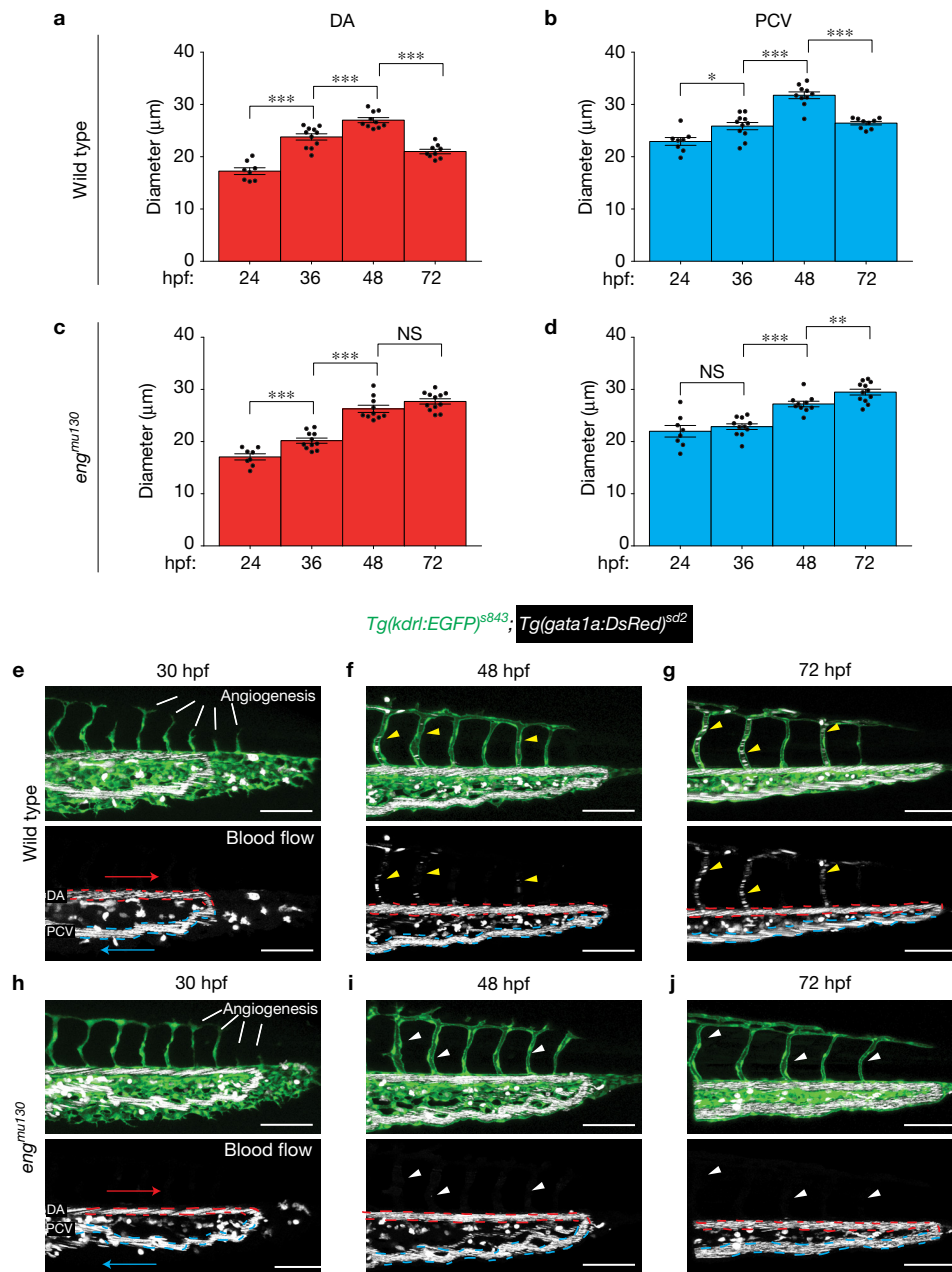 a DA b PCV
Wild type
Diameter (μm)
40
30
20
10
0
*** *** ***
hpf: 24 36 48 72
Diameter (μm)
40
30
20
10
0
* *** ***
hpf: 24 36 48 72
c d
eng^mu130
Diameter (μm)
40
30
20
10
0
*** *** NS
hpf: 24 36 48 72
Diameter (μm)
40
30
20
10
0
NS *** **
hpf: 24 36 48 72
Tg(kdrl:EGFP)^s843; Tg(gata1a:DsRed)^sd2
e 30 hpf f 48 hpf g 72 hpf
Wild type
Angiogenesis
Blood flow
DA
PCV
h 30 hpf i 48 hpf j 72 hpf
eng^mu130
Angiogenesis
Blood flow
DA
PCV